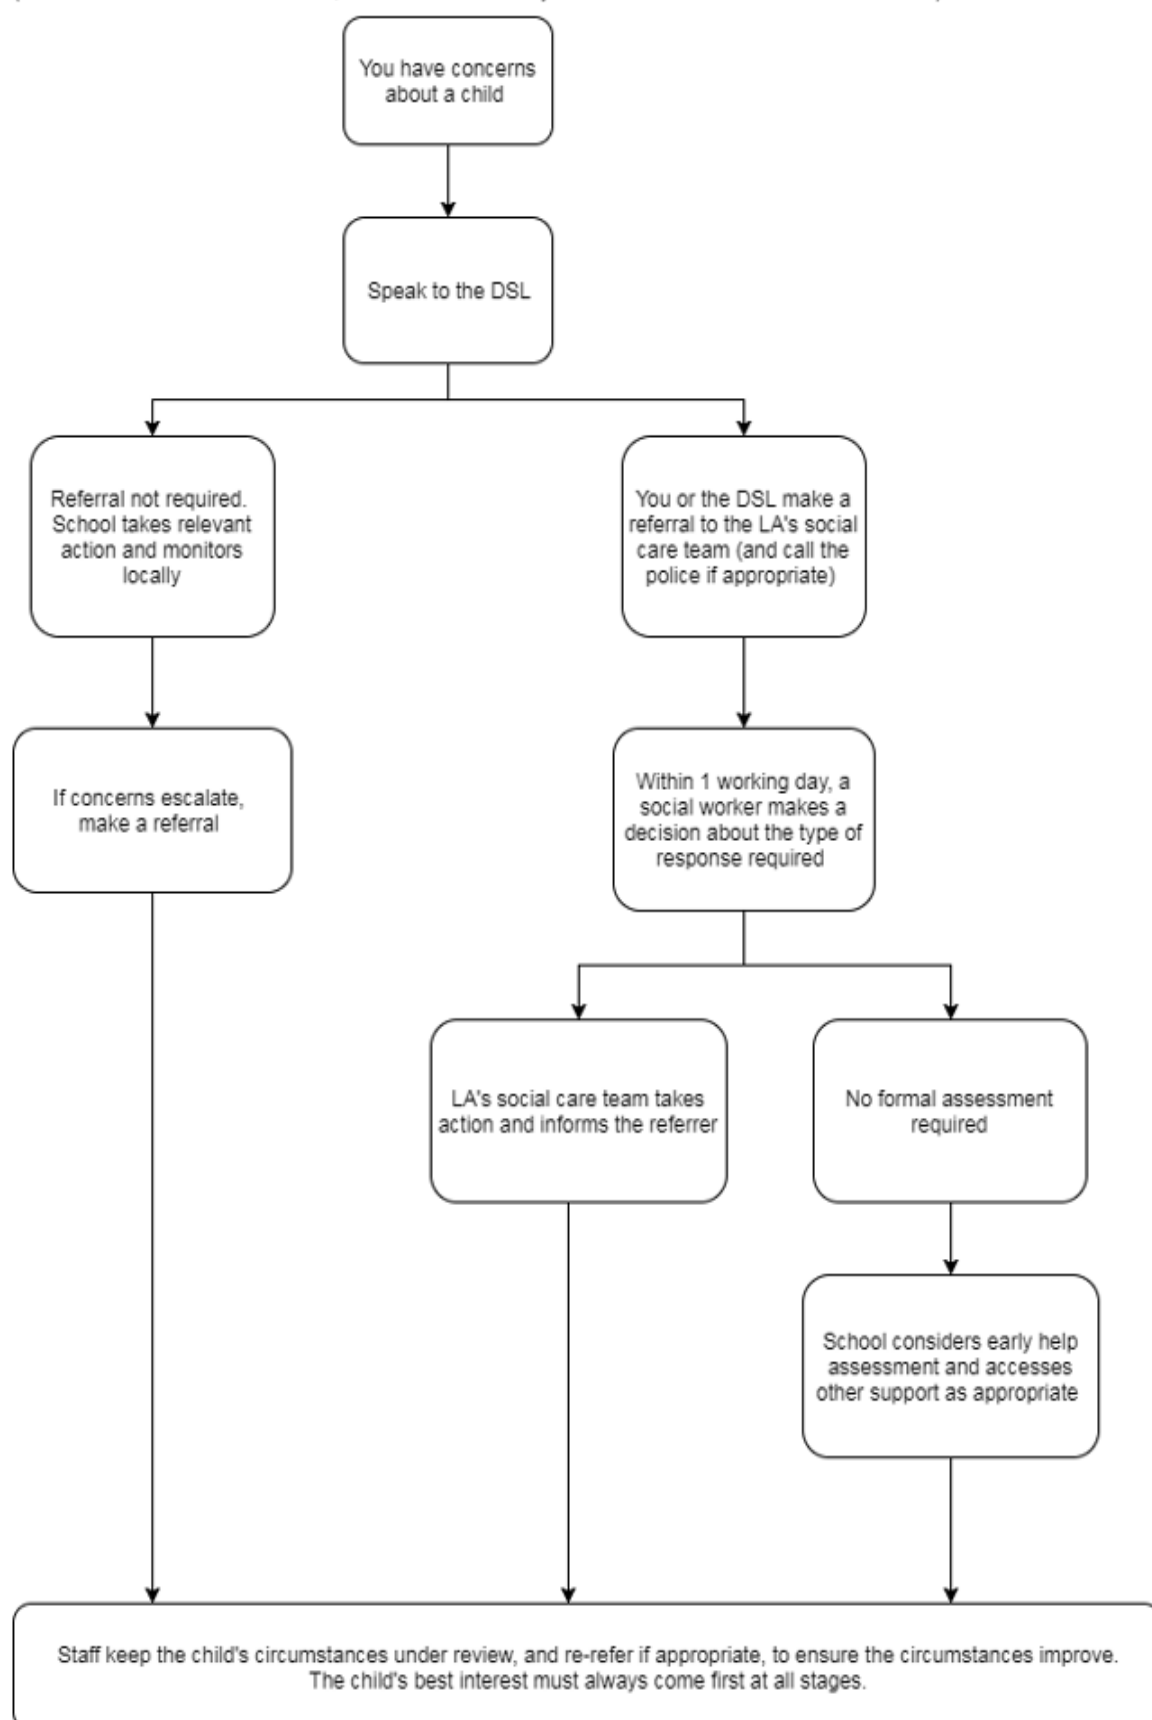 You have concerns
about a child
Speak to the DSL
Referral not required.
School takes relevant
action and monitors
locally
You or the DSL make a
referral to the LA's social
care team (and call the
police if appropriate)
If concerns escalate,
make a referral
Within 1 working day, a
social worker makes a
decision about the type of
response required
LA's social care team takes
action and informs the referrer
No formal assessment
required
School considers early help
assessment and accesses
other support as appropriate
Staff keep the child's circumstances under review, and re-refer if appropriate, to ensure the circumstances improve.
The child's best interest must always come first at all stages.